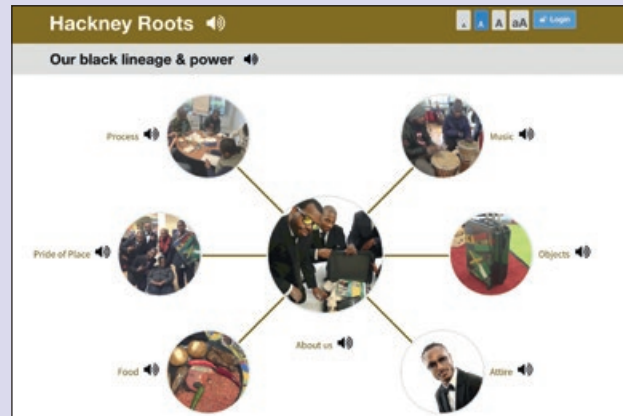 Hackney Roots
A A A aA Login
Our black lineage & power
Process
Music
Pride of Place
Objects
About us
Food
Attire